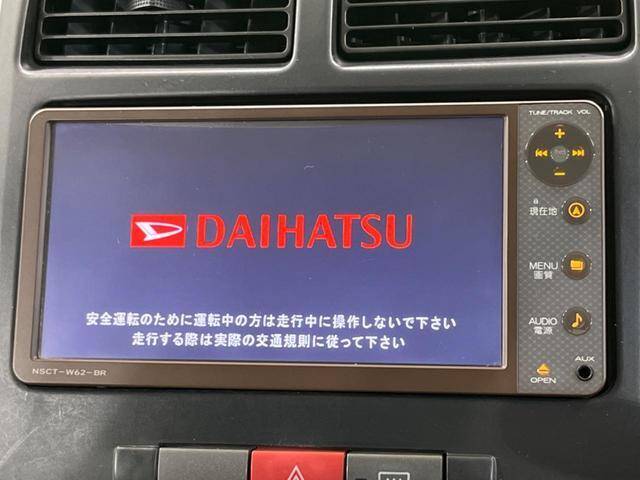 TUNE/TRACK VOL
DAIHATSU
現在地
MENU
画質
安全運転のために運転中の方は走行中に操作しないで下さい
走行する際は実際の交通規則に従って下さい
AUDIO
電源
AUX
OPEN
NSCT-W62-BR